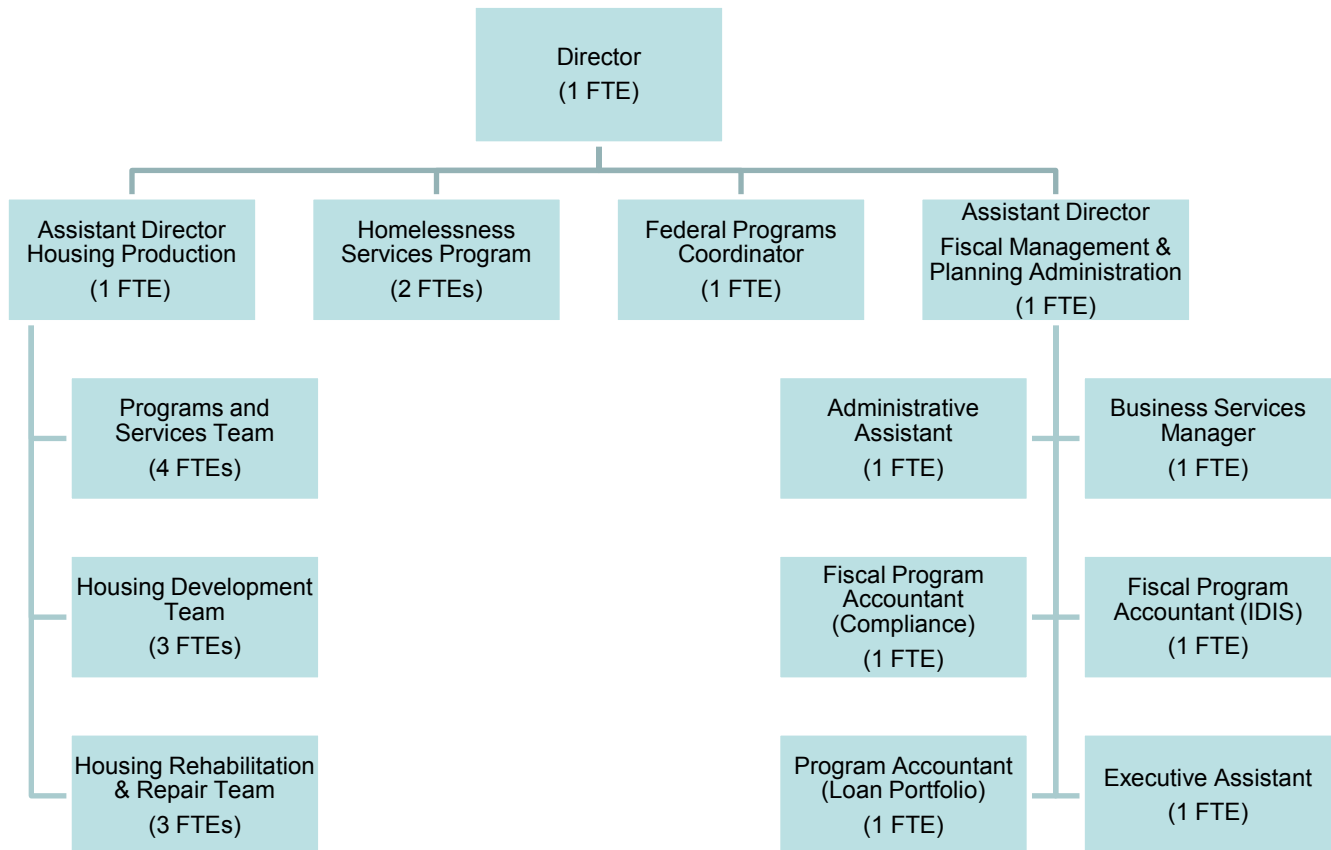 Director
(1 FTE)
Assistant Director
Housing Production
(1 FTE)
Homelessness
Services Program
(2 FTEs)
Federal Programs
Coordinator
(1 FTE)
Assistant Director
Fiscal Management &
Planning Administration
(1 FTE)
Programs and
Services Team
(4 FTEs)
Housing Development
Team
(3 FTEs)
Housing Rehabilitation
& Repair Team
(3 FTEs)
Administrative
Assistant
(1 FTE)
Business Services
Manager
(1 FTE)
Fiscal Program
Accountant
(Compliance)
(1 FTE)
Fiscal Program
Accountant (IDIS)
(1 FTE)
Program Accountant
(Loan Portfolio)
(1 FTE)
Executive Assistant
(1 FTE)